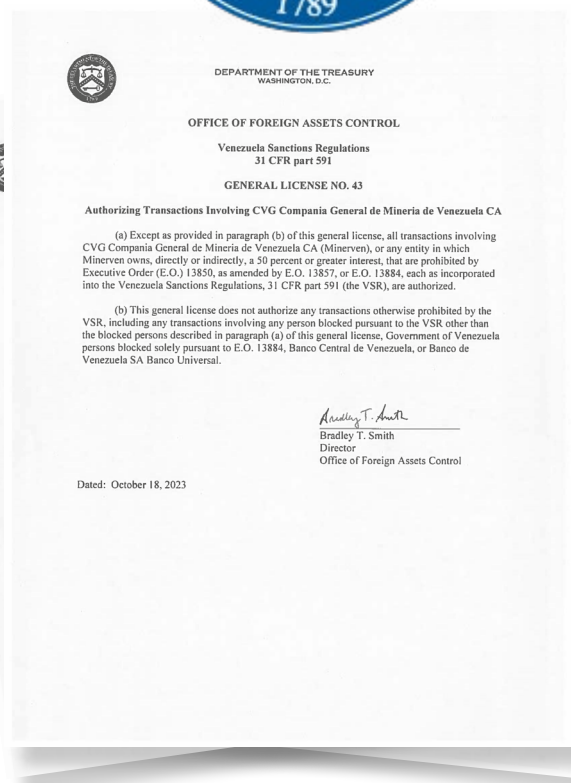 1789
DEPARTMENT OF THE TREASURY
WASHINGTON, D.C.
OFFICE OF FOREIGN ASSETS CONTROL
Venezuela Sanctions Regulations
31 CFR part 591
GENERAL LICENSE NO. 43
Authorizing Transactions Involving CVG Compania General de Mineria de Venezuela CA
(a) Except as provided in paragraph (b) of this general license, all transactions involving
CVG Compania General de Mineria de Venezuela CA (Minerven), or any entity in which
Minerven owns, directly or indirectly, a 50 percent or greater interest, that are prohibited by
Executive Order (E.O.) 13850, as amended by E.O. 13857, or E.O. 13884, each as incorporated
into the Venezuela Sanctions Regulations, 31 CFR part 591 (the VSR), are authorized.
(b) This general license does not authorize any transactions otherwise prohibited by the
VSR, including any transactions involving any person blocked pursuant to the VSR other than
the blocked persons described in paragraph (a) of this general license, Government of Venezuela
persons blocked solely pursuant to E.O. 13884, Banco Central de Venezuela, or Banco de
Venezuela SA Banco Universal.
Bradley T. Smith
Bradley T. Smith
Director
Office of Foreign Assets Control
Dated: October 18, 2023